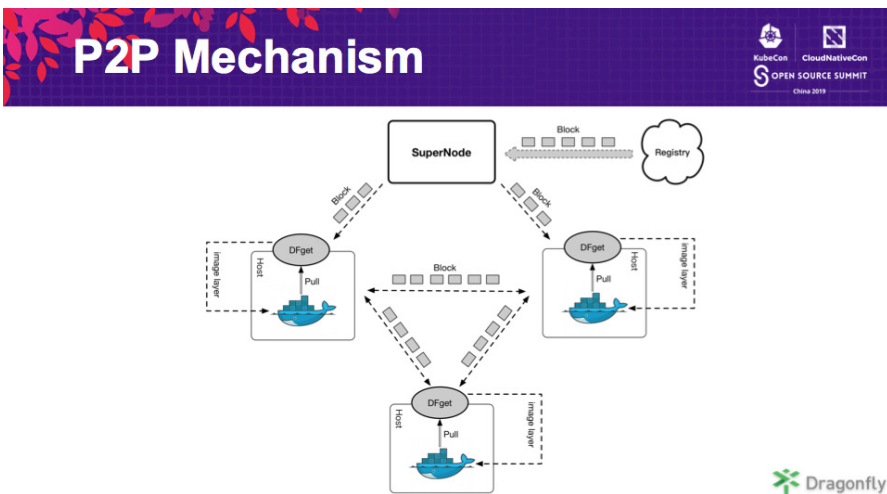 P2P Mechanism
KubeCon
CloudNativeCon
OPEN SOURCE SUMMIT
China 2019
SuperNode
Block
Registry
Block
Block
DFget
Host
Pull
image layer
Block
DFget
Host
Pull
image layer
DFget
Host
Pull
image layer
Dragonfly